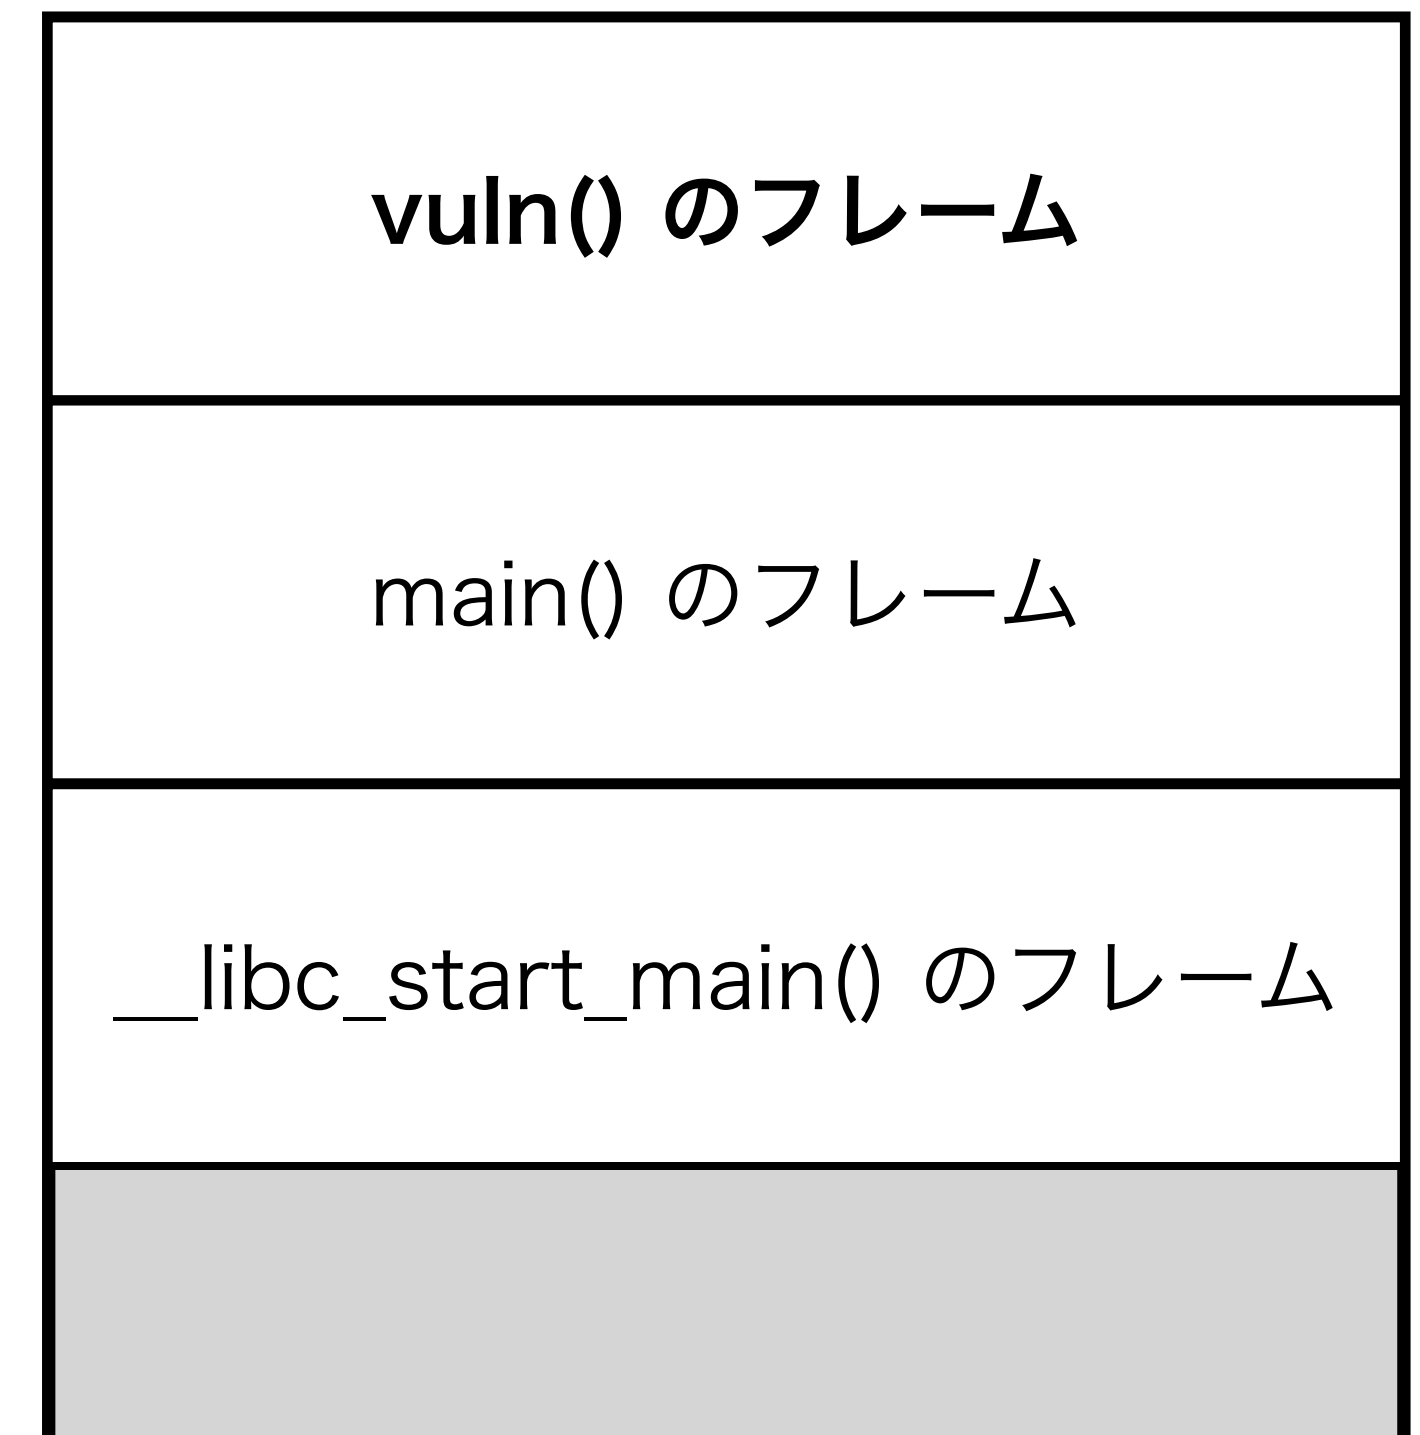 vuln() のフレーム
main() のフレーム
__libc_start_main() のフレーム